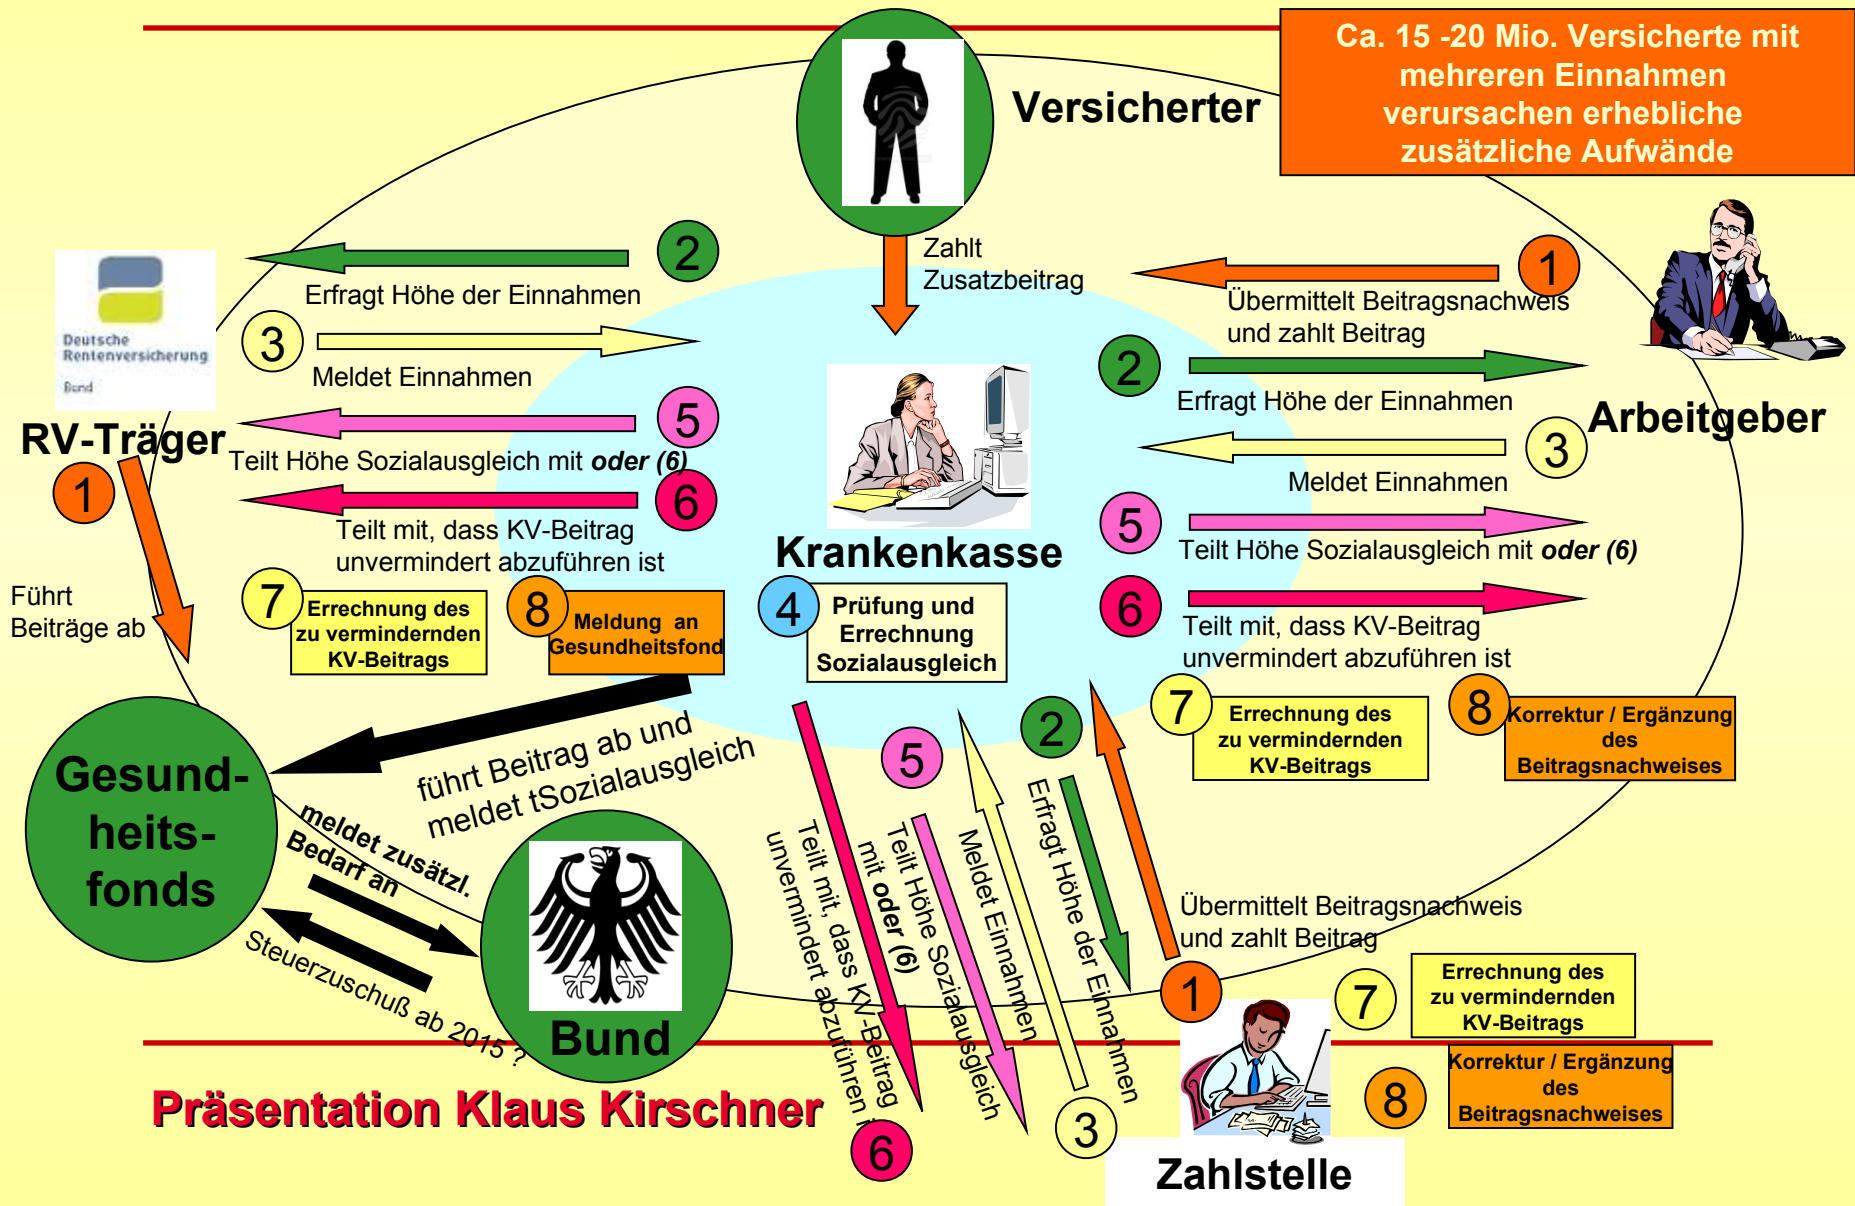 Ca. 15 -20 Mio. Versicherte mit
mehreren Einnahmen
verursachen erhebliche
zusätzliche Aufwände
Versicherter
Zahlt
Zusatzbeitrag
2
Erfragt Höhe der Einnahmen
3
Meldet Einnahmen
5
Teilt Höhe Sozialausgleich mit oder (6)
6
Teilt mit, dass KV-Beitrag
unvermindert abzuführen ist
Deutsche
Rentenversicherung
Bund
RV-Träger
1
Führt
Beiträge ab
7
Errechnung des
zu vermindernden
KV-Beitrags
8
Meldung an
Gesundheitsfond
Krankenkasse
4
Prüfung und
Errechnung
Sozialausgleich
1
Übermittelt Beitragsnachweis
und zahlt Beitrag
2
Erfragt Höhe der Einnahmen
Arbeitgeber
3
Meldet Einnahmen
5
Teilt Höhe Sozialausgleich mit oder (6)
6
Teilt mit, dass KV-Beitrag
unvermindert abzuführen ist
7
Errechnung des
zu vermindernden
KV-Beitrags
8
Korrektur / Ergänzung
des
Beitragsnachweises
Gesund-
heits-
fonds
führt Beitrag ab und
meldet tSozialausgleich
meldet zusätzl.
Bedarf an
Steuerzuschuß ab 2015 ?
Bund
Teilt mit, dass KV-Beitrag
unvermindert abzuführen
6
5
Teilt Höhe Sozialausgleich
mit oder (6)
Meldet Einnahmen
3
2
Erfragt Höhe der Einnahmen
Übermittelt Beitragsnachweis
und zahlt Beitrag
1
7
Errechnung des
zu vermindernden
KV-Beitrags
8
Korrektur / Ergänzung
des
Beitragsnachweises
Zahlstelle
Präsentation Klaus Kirschner